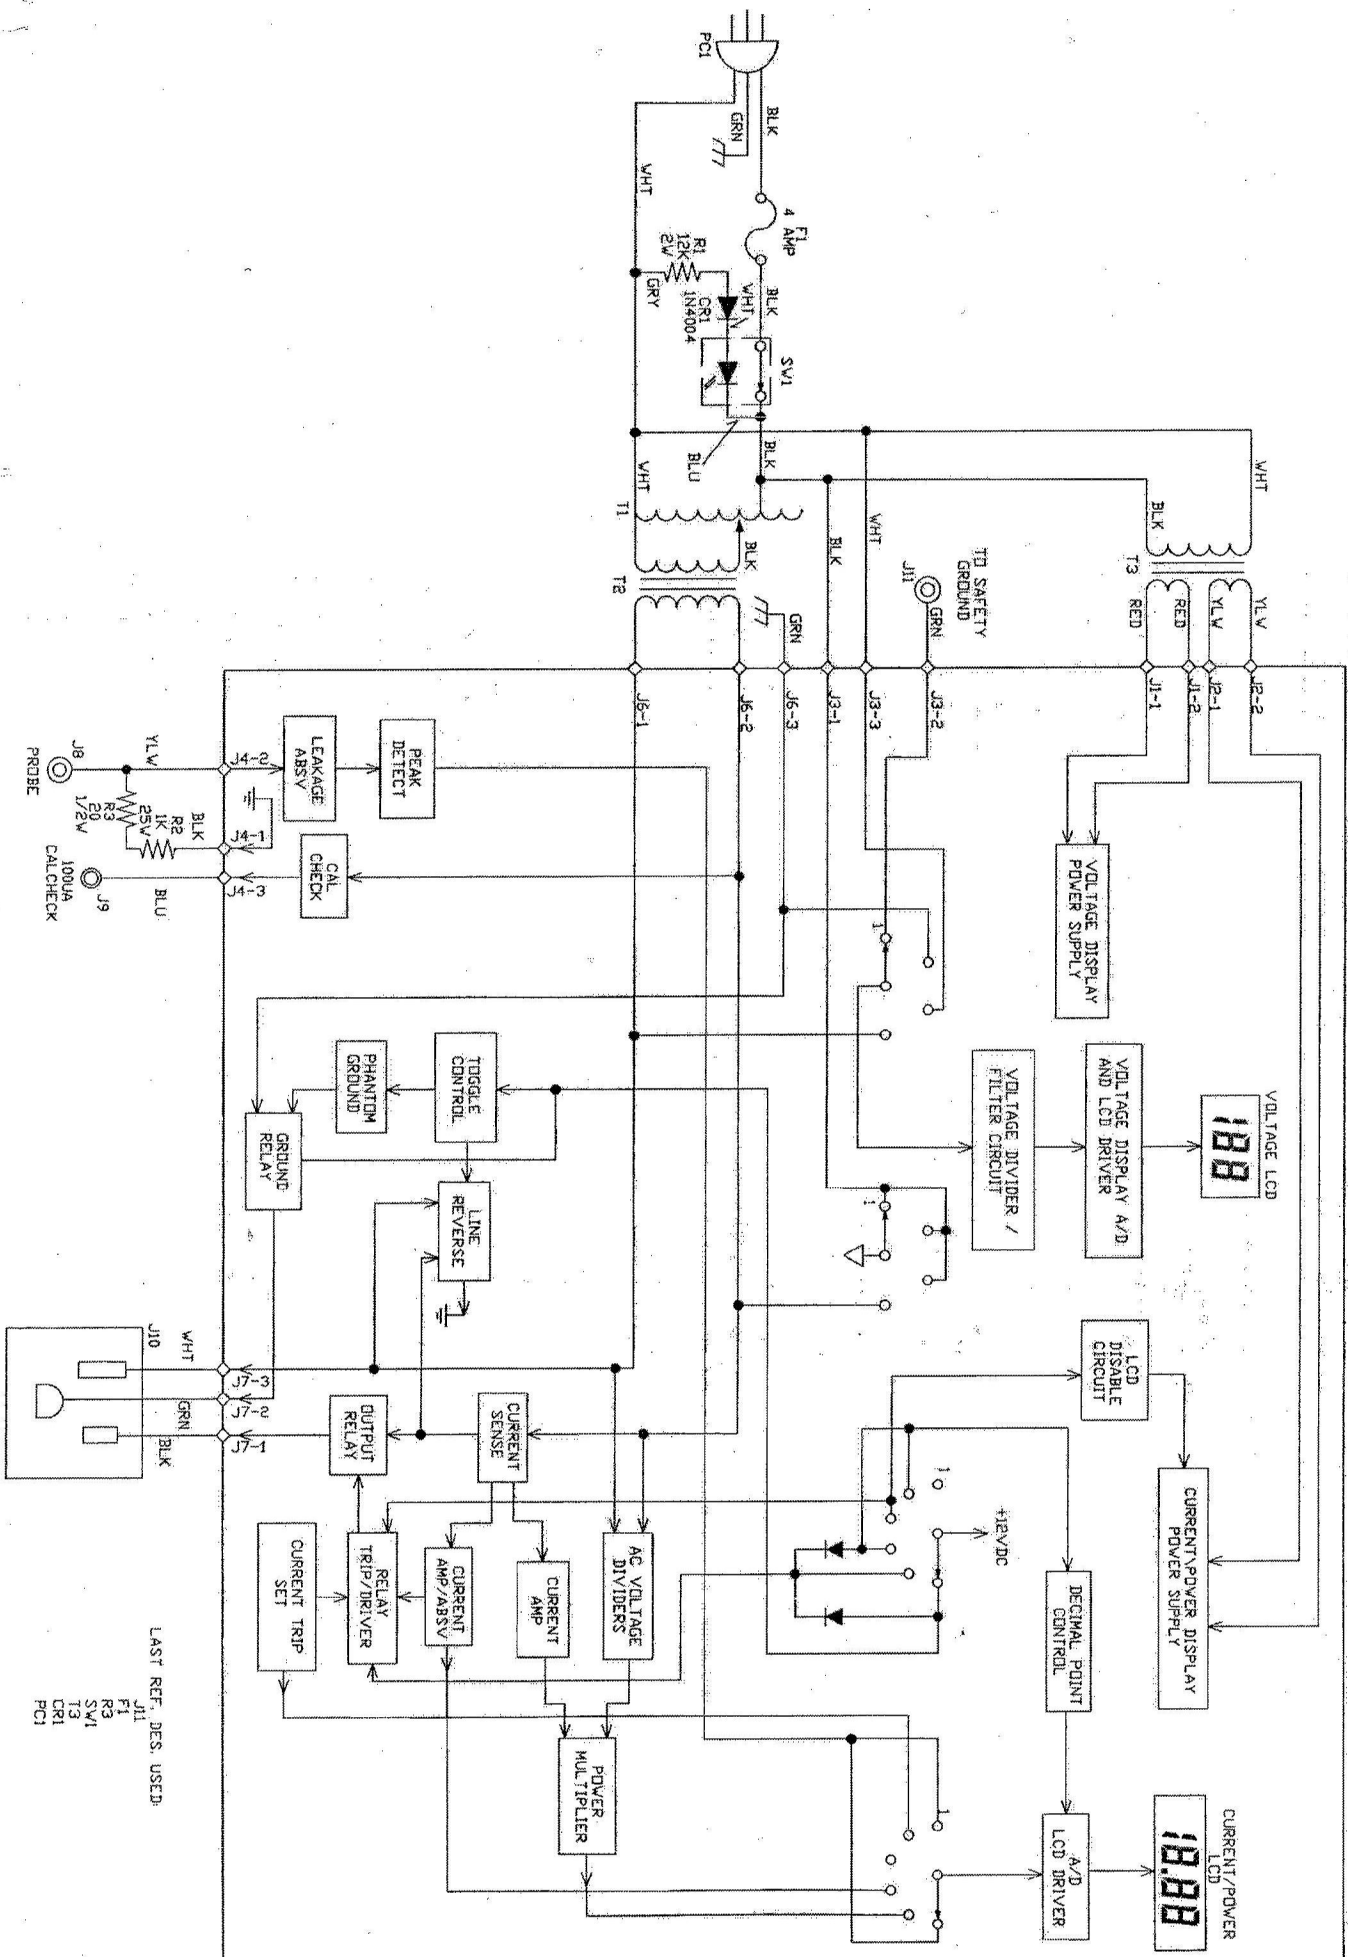 PC1
BLK
GRN
WHT
F1
4 AMP
R1
12K
2W
GRY
BLK
WHT
CR1
1N4004
SW1
BLU
BLK
WHT
T1
BLK
T2
BLK
WHT
WHT
BLK
T3
YLW
YLW
RED
RED
TO SAFETY
GROUND
J11
GRN
GRN
J2-2
J2-1
J1-2
J1-1
J3-2
J3-3
J3-1
J6-3
J6-2
J6-1
VOLTAGE DISPLAY
POWER SUPPLY
PEAK
DETECT
LEAKAGE
ABSV
J4-2
YLW
J8
PROBE
CAL
CHECK
J4-1
BLK
R2
1K
25W
R3
20
1/2W
J4-3
BLU
J9
100UA
CALCHECK
1
VOLTAGE LCD
188
VOLTAGE DISPLAY A/D
AND LCD DRIVER
VOLTAGE DIVIDER /
FILTER CIRCUIT
TOGGLE
CONTROL
PHANTOM
GROUND
GROUND
RELAY
LINE
REVERSE
1
LCD
DISABLE
CIRCUIT
CURRENT\POWER DISPLAY
POWER SUPPLY
1
+12VDC
DECIMAL POINT
CONTROL
J7-3
J7-2
J7-1
WHT
GRN
BLK
J10
OUTPUT
RELAY
CURRENT
SENSE
AC VOLTAGE
DIVIDERS
CURRENT
AMP
CURRENT
AMP/ABSV
RELAY
TRIP/DRIVER
CURRENT TRIP
SET
POWER
MULTIPLIER
1
A/D
LCD DRIVER
CURRENT/POWER
LCD
18.88
LAST REF. DES. USED:
J11
F1
R3
SW1
T3
CR1
PC1